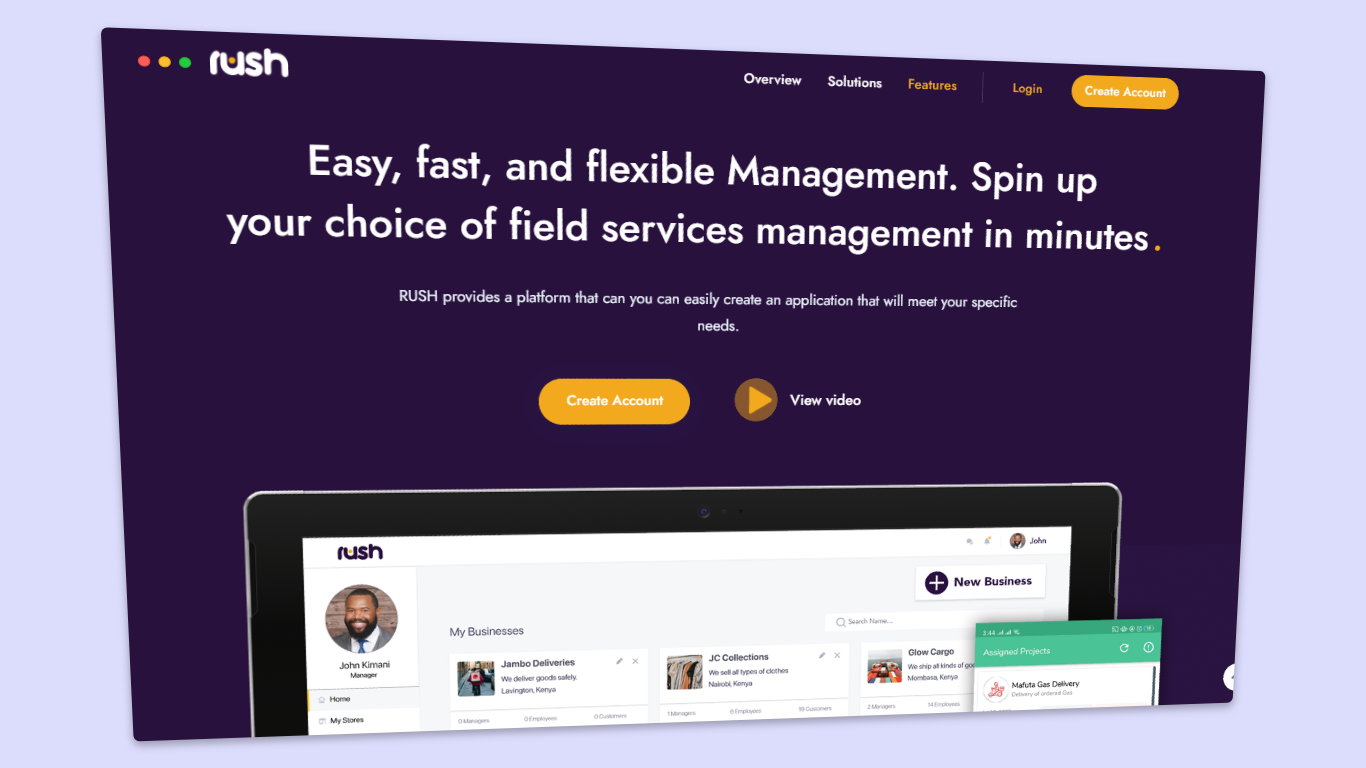 rush
Overview Solutions Features Login Create Account
Easy, fast, and flexible Management. Spin up
your choice of field services management in minutes.
RUSH provides a platform that can you can easily create an application that will meet your specific
needs.
Create Account View video
rush
John
New Business
My Businesses
Search Name...
John Kimani
Manager
Home
My Stores
Jambo Deliveries
We deliver goods safely.
Lavington, Kenya
0 Managers 0 Employees 0 Customers
JC Collections
We sell all types of clothes
Nairobi, Kenya
1 Managers 6 Employees 19 Customers
Glow Cargo
We ship all kinds of
Mombasa, Kenya
2 Managers 14 Employees
3:44
Assigned Projects
Mafuta Gas Delivery
Delivery of ordered Gas